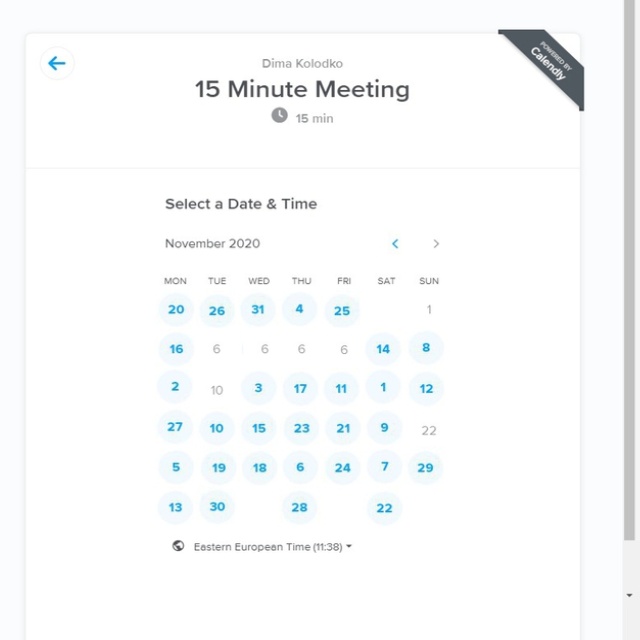 POWERED BY
Calendly
Dima Kolodko
15 Minute Meeting
15 min
Select a Date & Time
November 2020
MON TUE WED THU FRI SAT SUN
20 26 31 4 25 1
16 6 6 6 6 14 8
2 10 3 17 11 1 12
27 10 15 23 21 9 22
5 19 18 6 24 7 29
13 30 28 22
Eastern European Time (11:38)